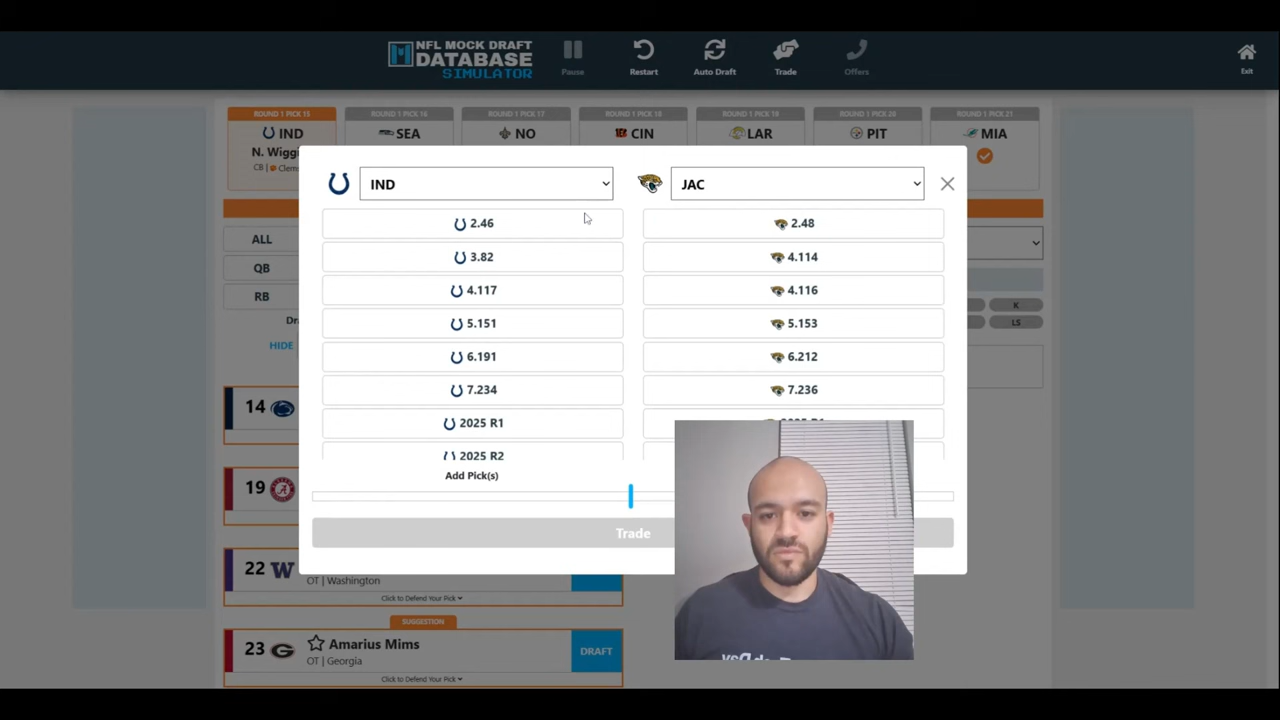 NFL MOCK DRAFT
DATABASE
SIMULATOR
Pause
Restart
Auto Draft
Trade
Offers
Exit
ROUND 1 PICK 15
ROUND 1 PICK 16
ROUND 1 PICK 17
ROUND 1 PICK 18
ROUND 1 PICK 19
ROUND 1 PICK 20
ROUND 1 PICK 21
IND
SEA
NO
CIN
LAR
PIT
MIA
N. Wigg
CB | Clems
IND
JAC
ALL
QB
RB
HIDE
2.46
2.48
3.82
4.114
4.117
4.116
5.151
5.153
6.191
6.212
7.234
7.236
2025 R1
2025 R2
Add Pick(s)
Trade
K
LS
14
19
22
OT | Washington
Click to Defend Your Pick
SUGGESTION
23
Amarius Mims
OT | Georgia
DRAFT
Click to Defend Your Pick